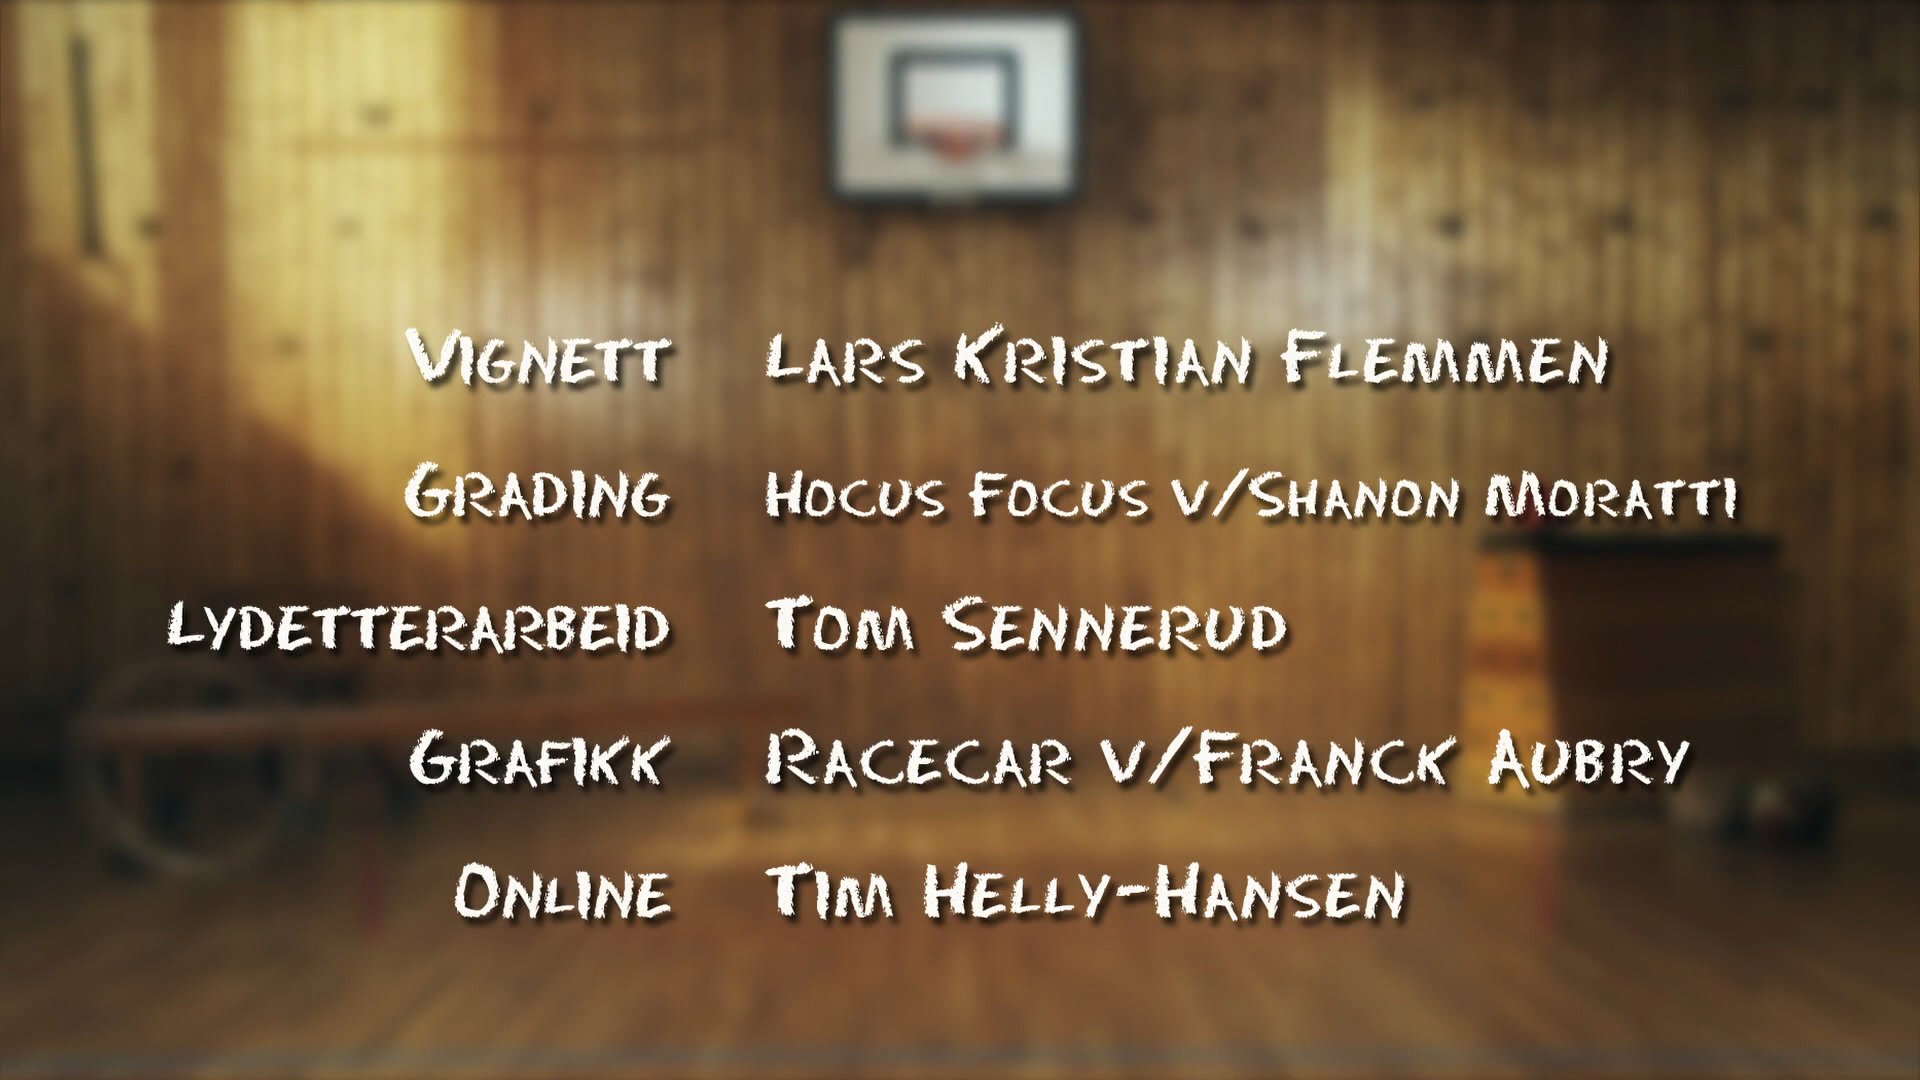 Vignett Lars Kristian Flemmen
Grading Hocus Focus v/Shanon Moratti
Lydetterarbeid Tom Sennerud
Grafikk Racecar v/Franck Aubry
Online Tim Helly-Hansen